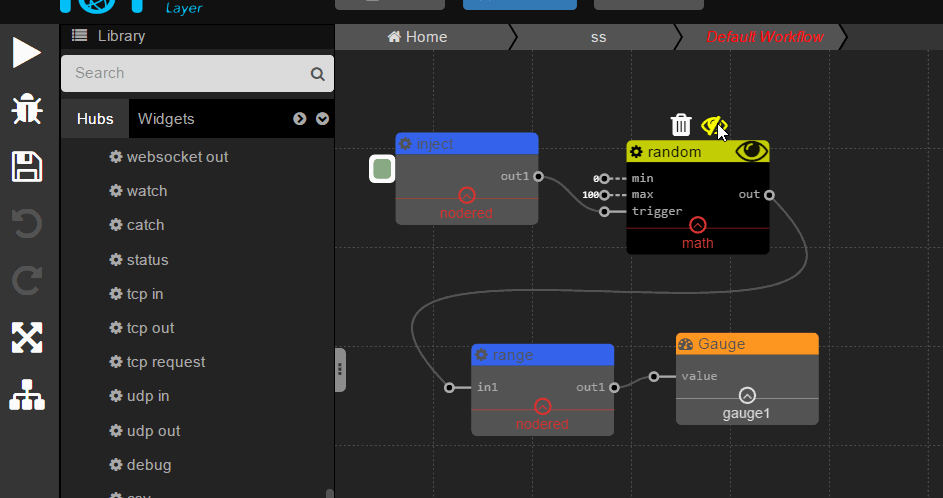 Layer
Library
Home
ss
Default Workflow
Search
Hubs
Widgets
websocket out
watch
catch
status
tcp in
tcp out
tcp request
udp in
udp out
debug
inject
out1
nodered
random
0
min
100
max
out
trigger
math
range
in1
out1
nodered
Gauge
value
gauge1